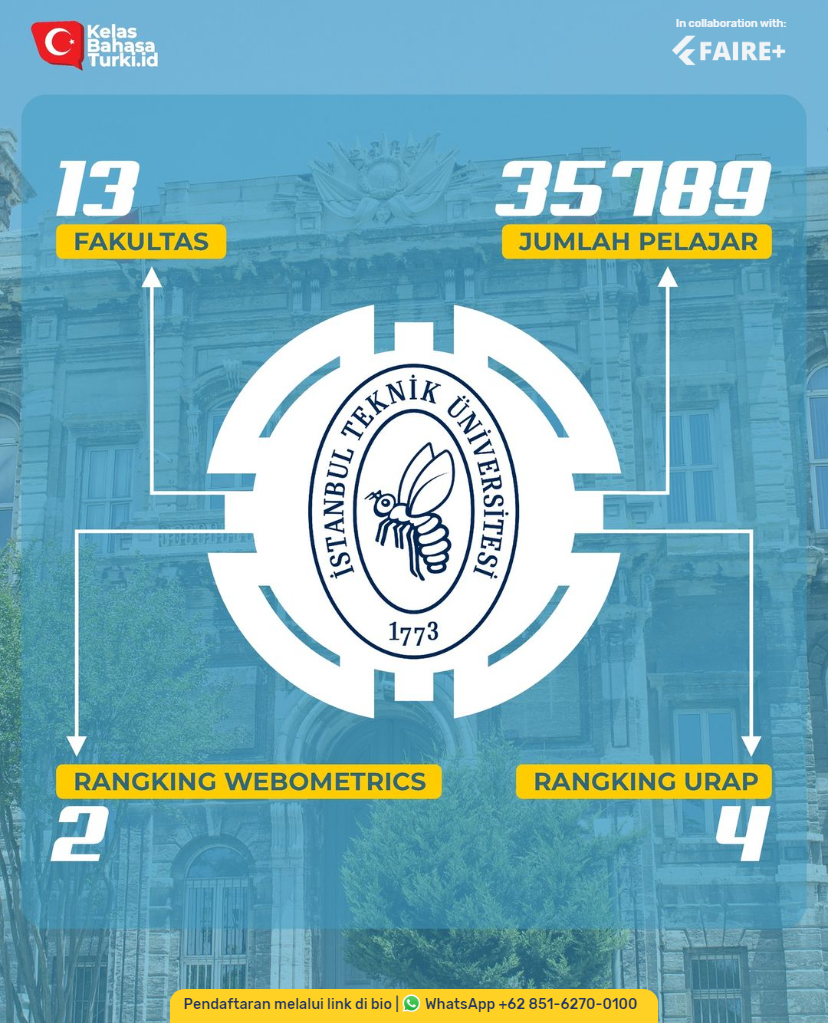 Kelas
Bahasa
Turki.id
In collaboration with:
FAIRE+
13
FAKULTAS
35789
JUMLAH PELAJAR
İSTANBUL TEKNİK ÜNİVERSİTESİ
1773
RANGKING WEBOMETRICS
2
RANGKING URAP
4
Pendaftaran melalui link di bio | WhatsApp +62 851-6270-0100